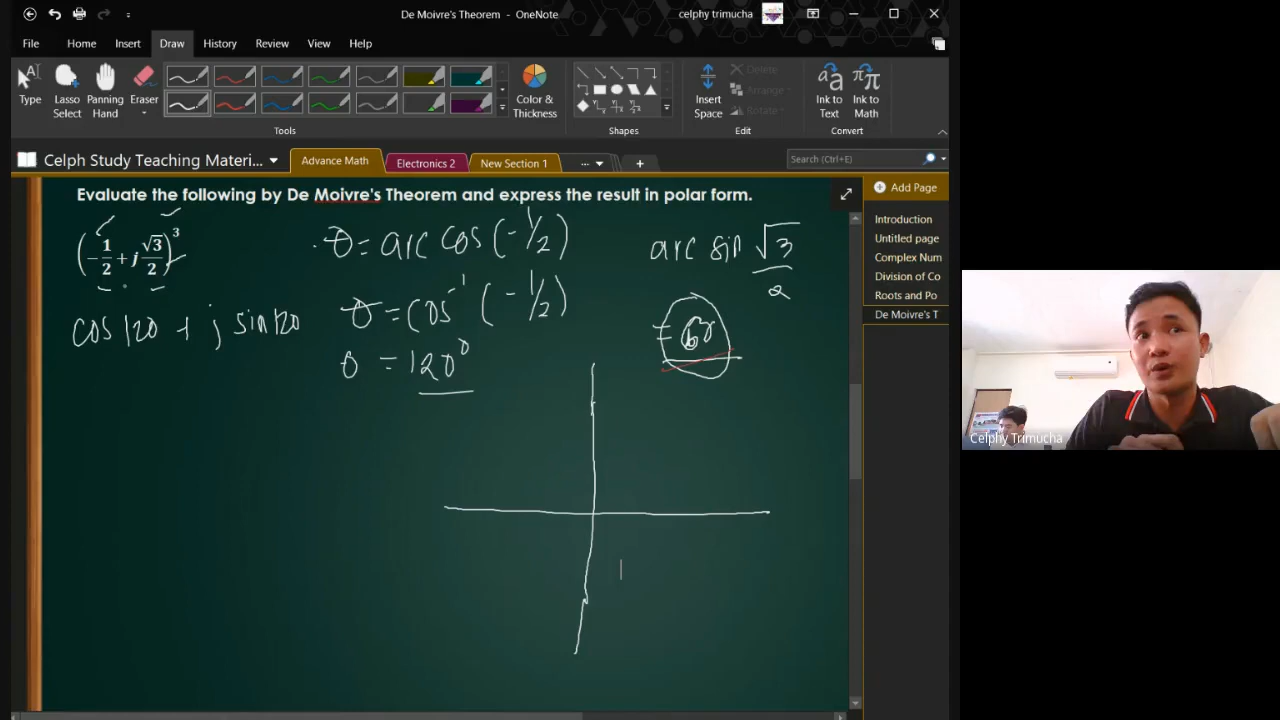 De Moivre's Theorem - OneNote
celphy trimucha
File Home Insert Draw History Review View Help
Type
Lasso Select
Panning Hand
Eraser
Color & Thickness
Insert Space
Delete
Arrange
Rotate
Ink to Text
Ink to Math
Tools
Shapes
Edit
Convert
Celph Study Teaching Materi...
Advance Math
Electronics 2
New Section 1
...
+
Search (Ctrl+E)
Evaluate the following by De Moivre's Theorem and express the result in polar form.
(-1/2 + j √3/2)³
cos 120 + j sin 120
θ = arc cos (-1/2)
θ = cos⁻¹ (-1/2)
θ = 120°
arc sin √3/2
= 60
Add Page
Introduction
Untitled page
Complex Num
Division of Co
Roots and Po
De Moivre's T
Celphy Trimucha